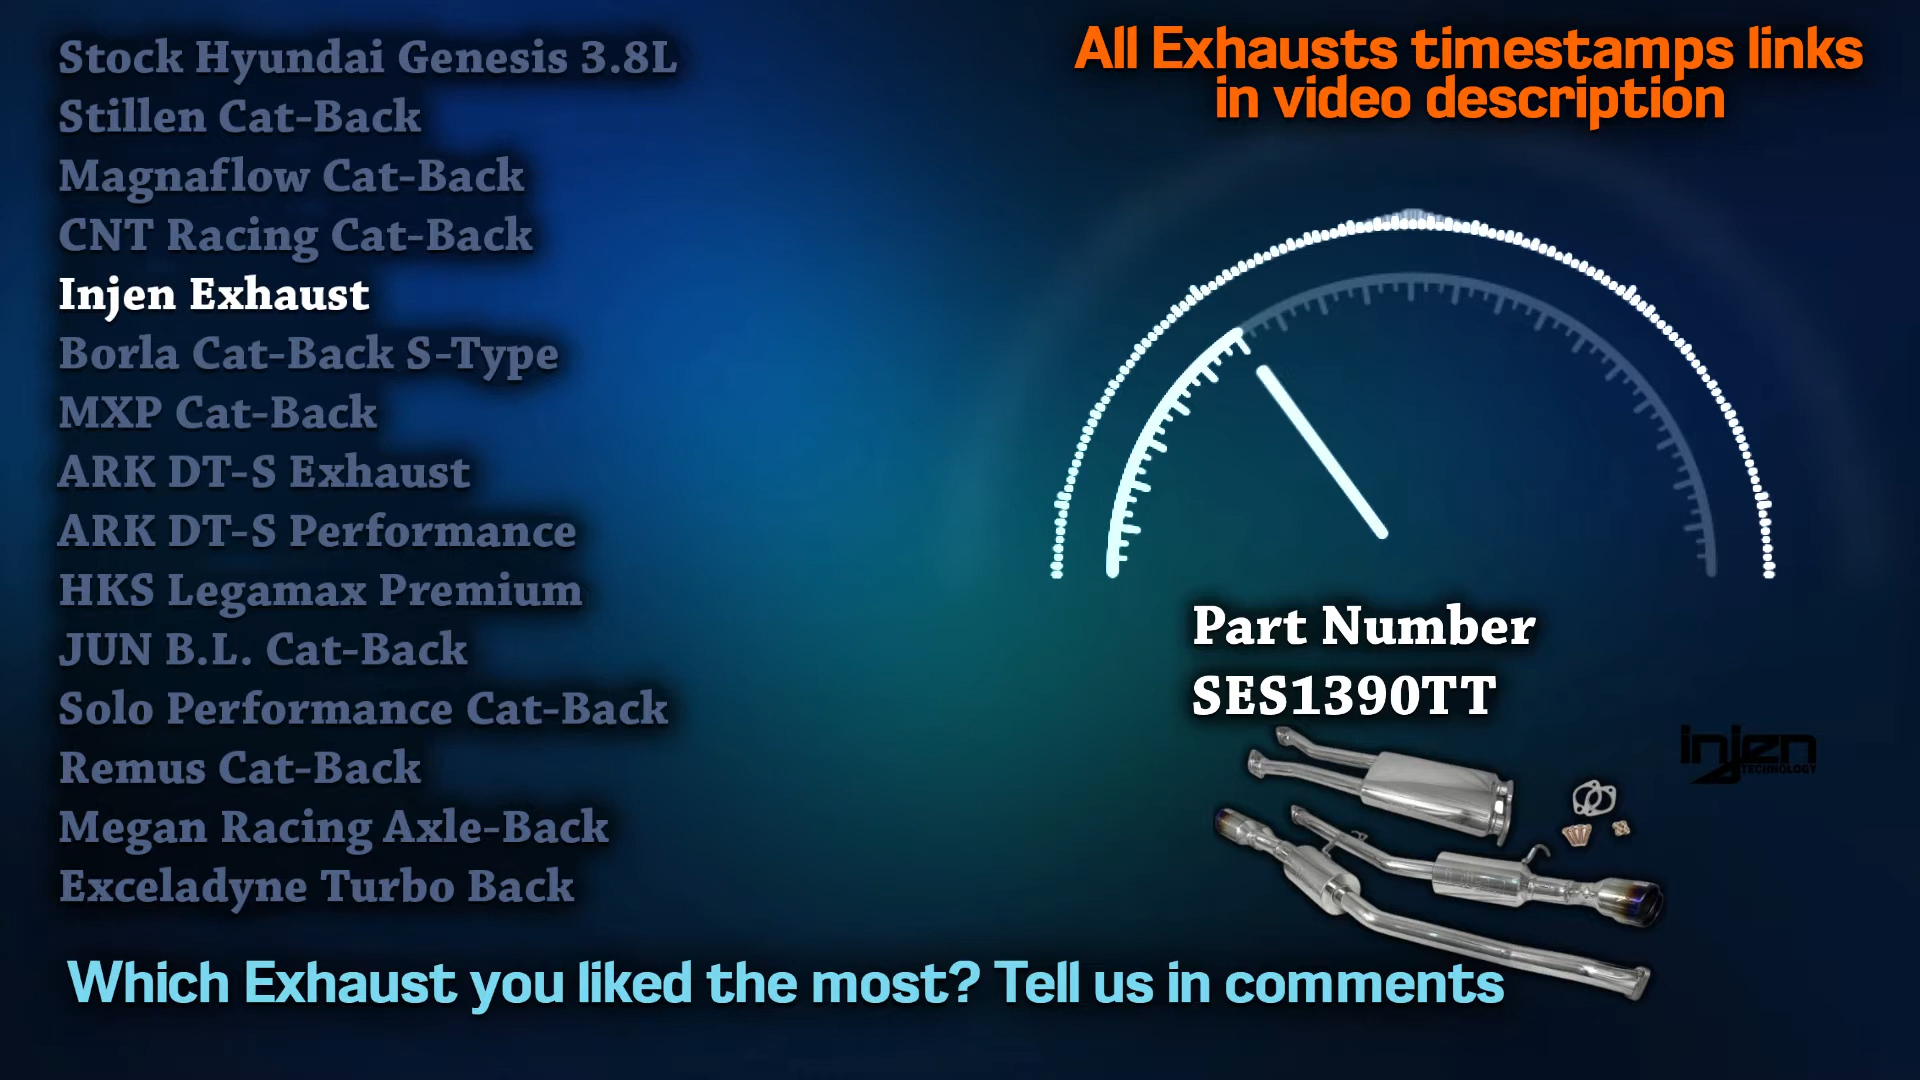 Stock Hyundai Genesis 3.8L
Stillen Cat-Back
Magnaflow Cat-Back
CNT Racing Cat-Back
Injen Exhaust
Borla Cat-Back S-Type
MXP Cat-Back
ARK DT-S Exhaust
ARK DT-S Performance
HKS Legamax Premium
JUN B.L. Cat-Back
Solo Performance Cat-Back
Remus Cat-Back
Megan Racing Axle-Back
Exceladyne Turbo Back
All Exhausts timestamps links
in video description
Part Number
SES1390TT
injen
TECHNOLOGY
Which Exhaust you liked the most? Tell us in comments